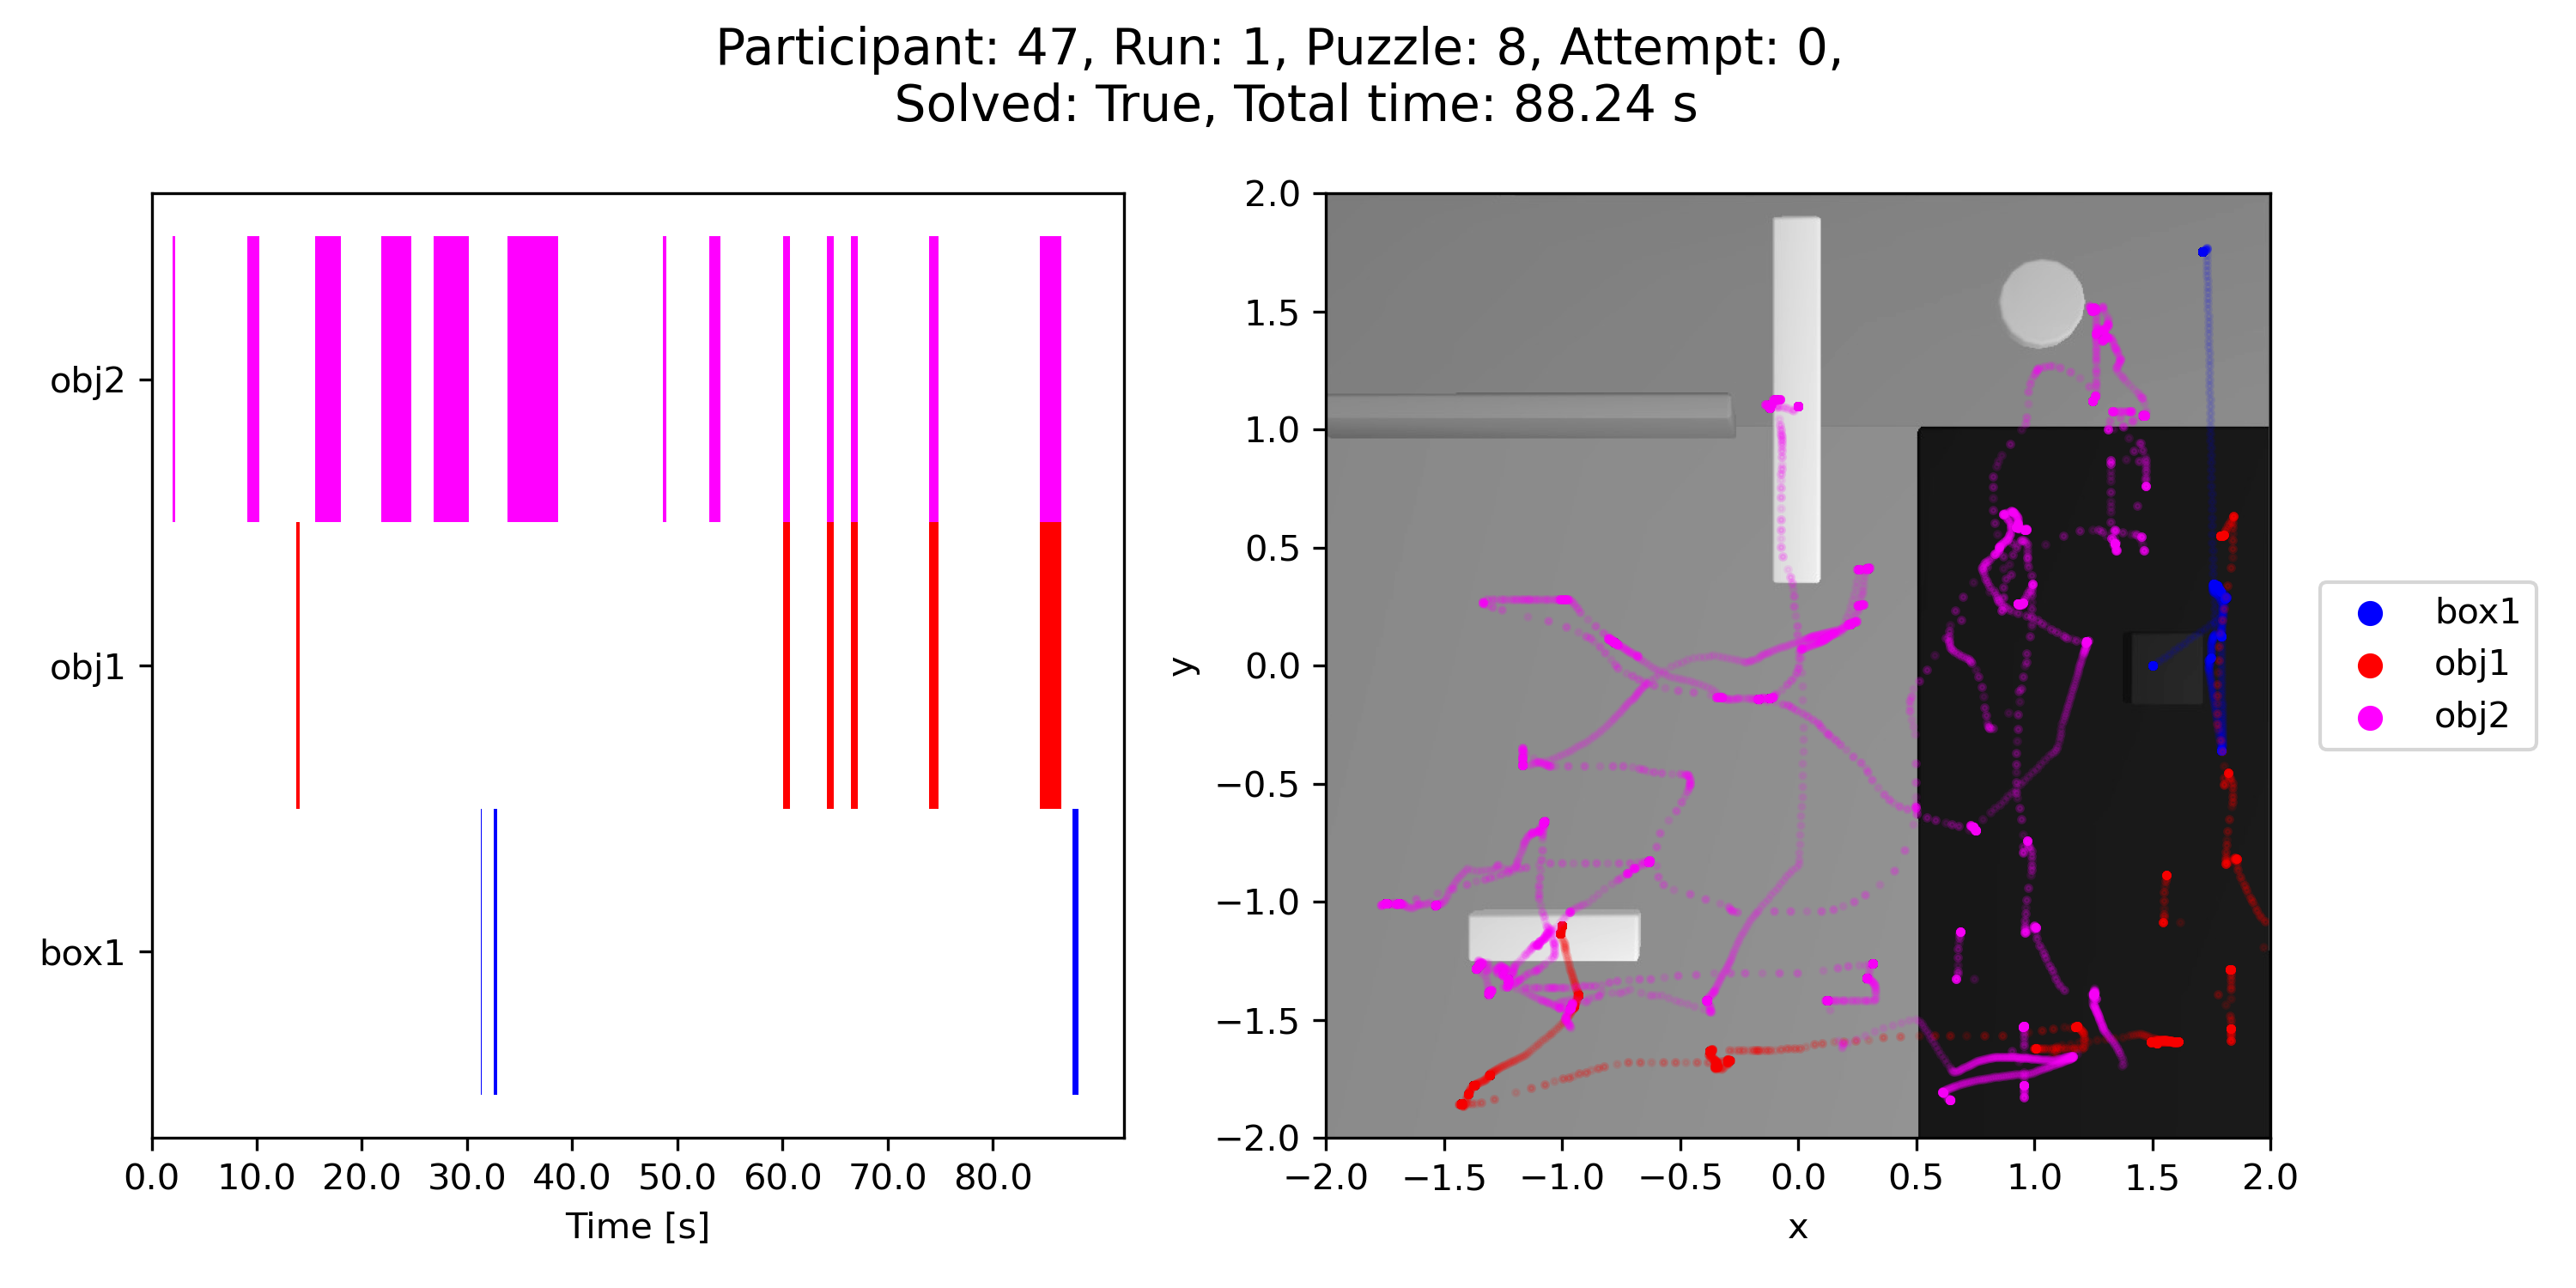 Participant: 47, Run: 1, Puzzle: 8, Attempt: 0,
Solved: True, Total time: 88.24 s
obj2
obj1
box1
0.0 10.0 20.0 30.0 40.0 50.0 60.0 70.0 80.0
Time [s]
2.0
1.5
1.0
0.5
0.0
−0.5
−1.0
−1.5
−2.0
y
−2.0 −1.5 −1.0 −0.5 0.0 0.5 1.0 1.5 2.0
x
box1
obj1
obj2